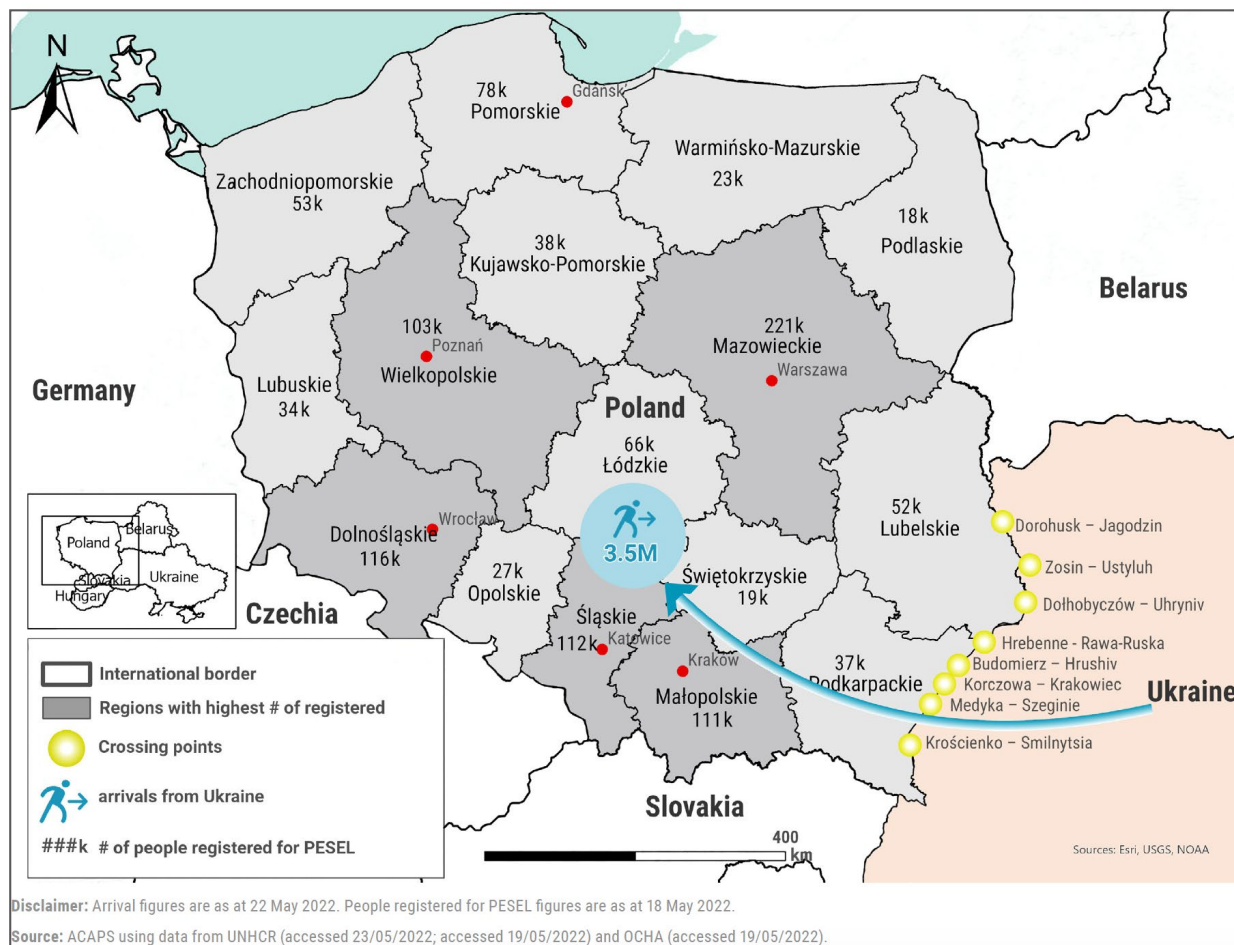 N
78k
Pomorskie
Gdańsk
Warmińsko-Mazurskie
23k
Zachodniopomorskie
53k
18k
Podlaskie
38k
Kujawsko-Pomorskie
Belarus
103k
Poznań
Wielkopolskie
221k
Mazowieckie
Warszawa
Germany
Lubuskie
34k
Poland
66k
Łódzkie
3.5M
52k
Lubelskie
Wrocław
Dolnośląskie
116k
27k
Opolskie
Świętokrzyskie
19k
Śląskie
112k
Katowice
Kraków
Małopolskie
111k
37k
Podkarpackie
Dorohusk – Jagodzin
Zosin – Ustyluh
Dołhobyczów – Uhryniv
Hrebenne - Rawa-Ruska
Budomierz – Hrushiv
Korczowa – Krakowiec
Medyka – Szeginie
Krościenko – Smilnytsia
Ukraine
Czechia
Slovakia
Belarus
Poland
Slovakia
Ukraine
Hungary
International border
Regions with highest # of registered
Crossing points
arrivals from Ukraine
###k # of people registered for PESEL
400
km
Sources: Esri, USGS, NOAA
Disclaimer: Arrival figures are as at 22 May 2022. People registered for PESEL figures are as at 18 May 2022.
Source: ACAPS using data from UNHCR (accessed 23/05/2022; accessed 19/05/2022) and OCHA (accessed 19/05/2022).